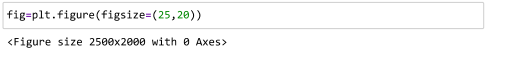 fig=plt.figure(figsize=(25,20))
<Figure size 2500x2000 with 0 Axes>